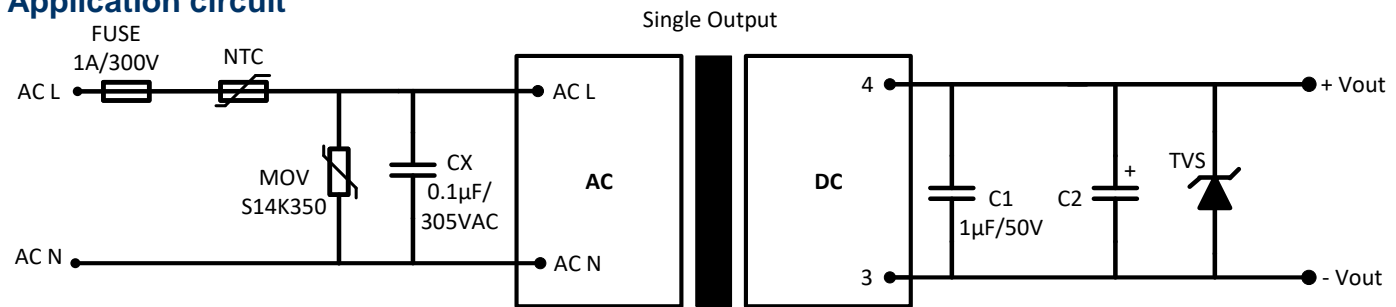 Application circuit
Single Output
FUSE
1A/300V
NTC
AC L
AC L
4
+ Vout
MOV
S14K350
CX
0.1µF/
305VAC
AC
DC
C1
1µF/50V
C2
+
TVS
AC N
AC N
3
- Vout